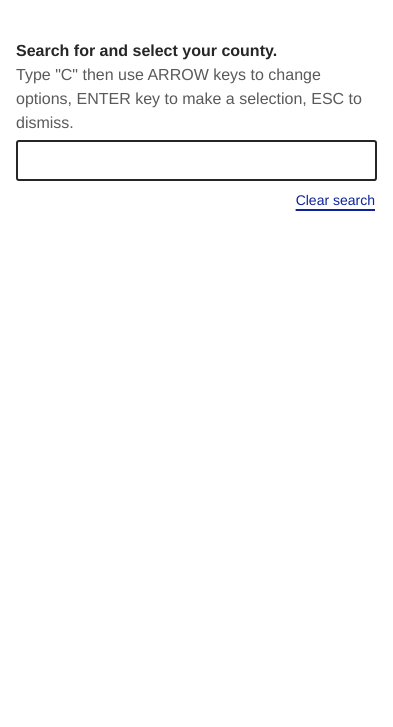 Search for and select your county.
Type "C" then use ARROW keys to change
options, ENTER key to make a selection, ESC to
dismiss.
Clear search